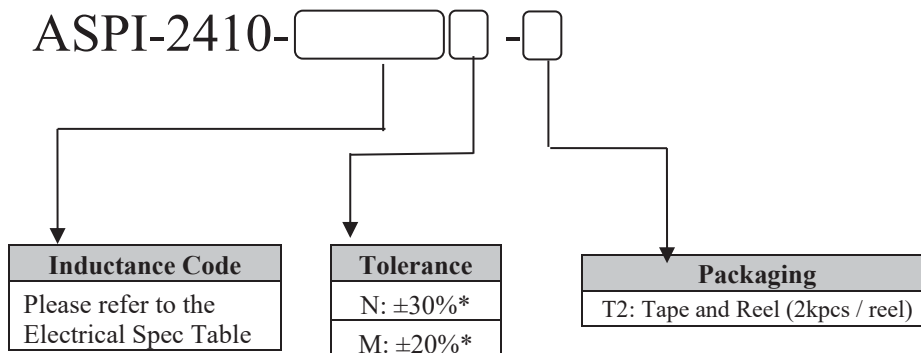 ASPI-2410- -
Inductance Code
Please refer to the
Electrical Spec Table
Tolerance
N: ±30%*
M: ±20%*
Packaging
T2: Tape and Reel (2kpcs / reel)